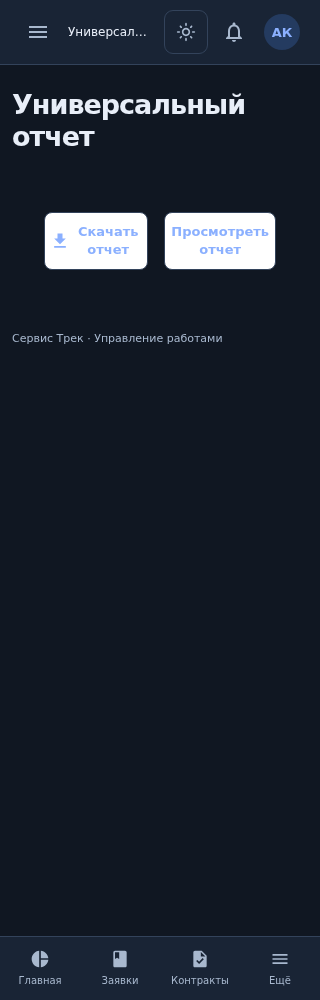 Универсал...
АК
Универсальный
отчет
Скачать
отчет
Просмотреть
отчет
Сервис Трек · Управление работами
Главная
Заявки
Контракты
Ещё